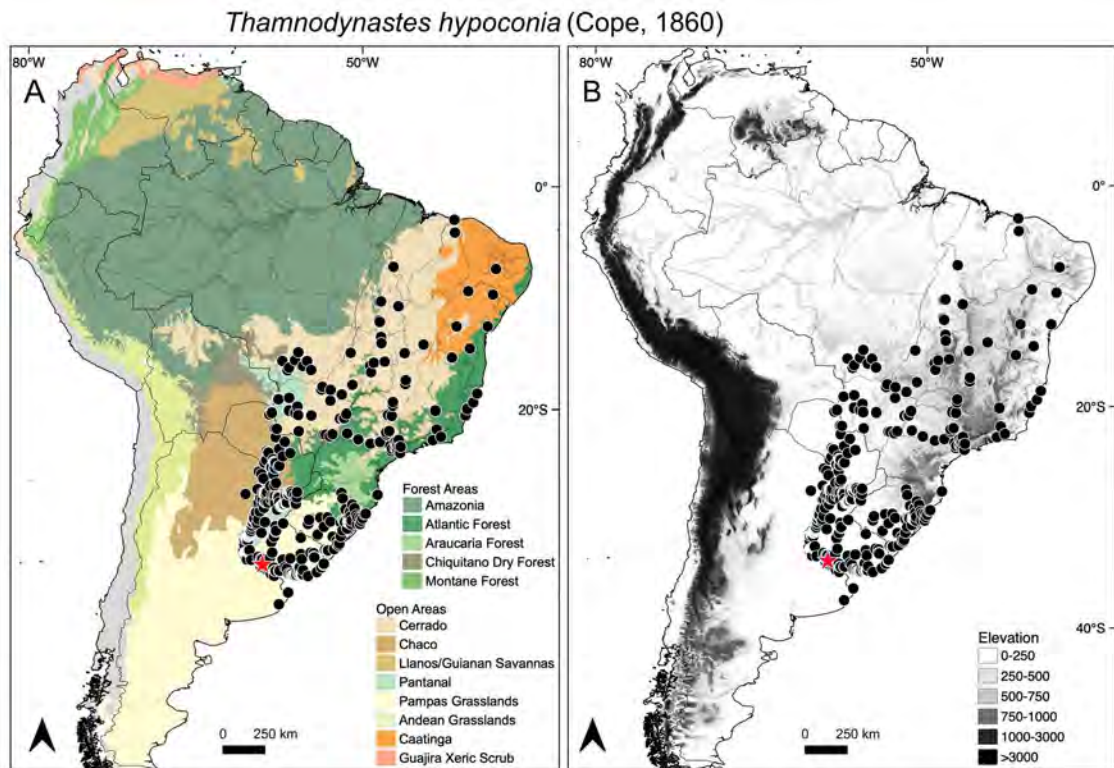 Thamnodynastes hypoconia (Cope, 1860)
80°W
50°W
A
0°
20°S
40°S
Forest Areas
Amazonia
Atlantic Forest
Araucaria Forest
Chiquitano Dry Forest
Montane Forest
Open Areas
Cerrado
Chaco
Llanos/Guianan Savannas
Pantanal
Pampas Grasslands
Andean Grasslands
Caatinga
Guajira Xeric Scrub
0 250 km
80°W
50°W
B
0°
20°S
40°S
Elevation
0-250
250-500
500-750
750-1000
1000-3000
>3000
0 250 km